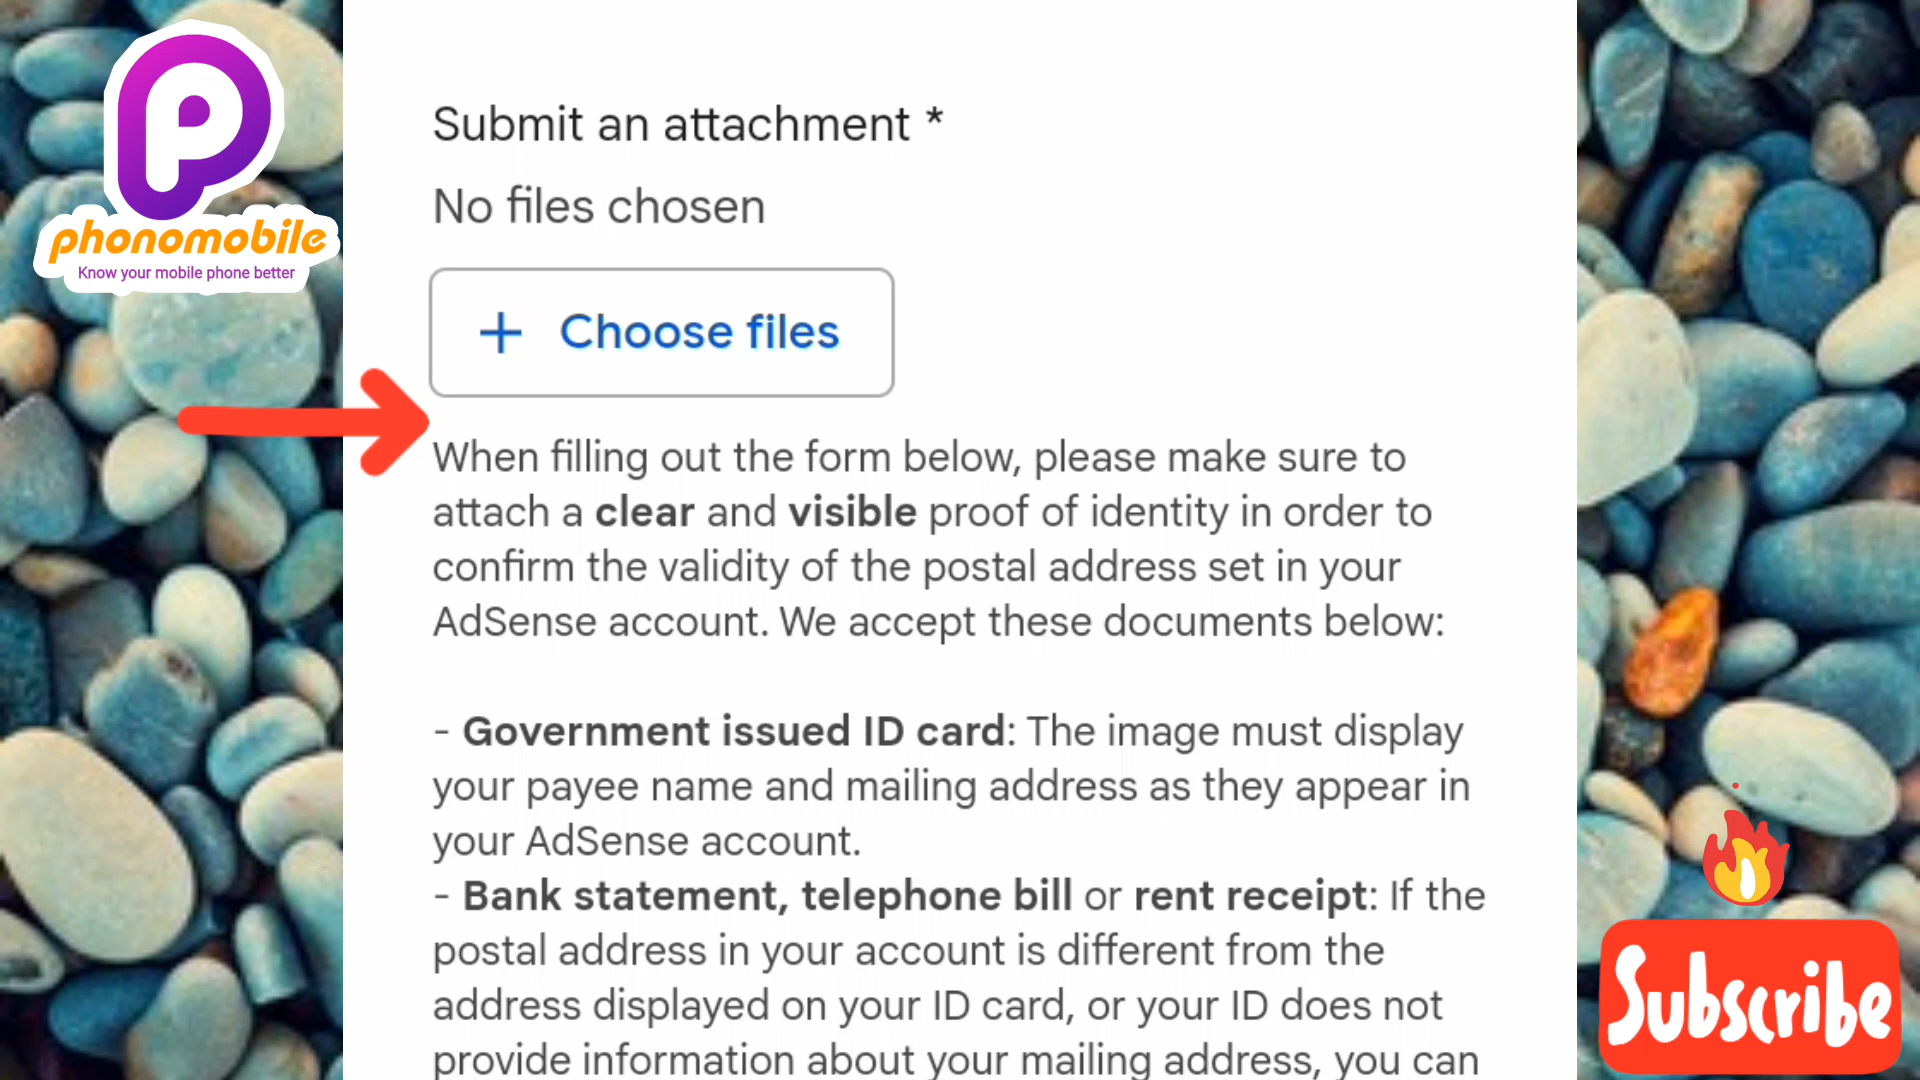 phonomobile
Know your mobile phone better
Submit an attachment *
No files chosen
+ Choose files
When filling out the form below, please make sure to
attach a clear and visible proof of identity in order to
confirm the validity of the postal address set in your
AdSense account. We accept these documents below:
- Government issued ID card: The image must display
your payee name and mailing address as they appear in
your AdSense account.
- Bank statement, telephone bill or rent receipt: If the
postal address in your account is different from the
address displayed on your ID card, or your ID does not
provide information about your mailing address, you can
Subscribe